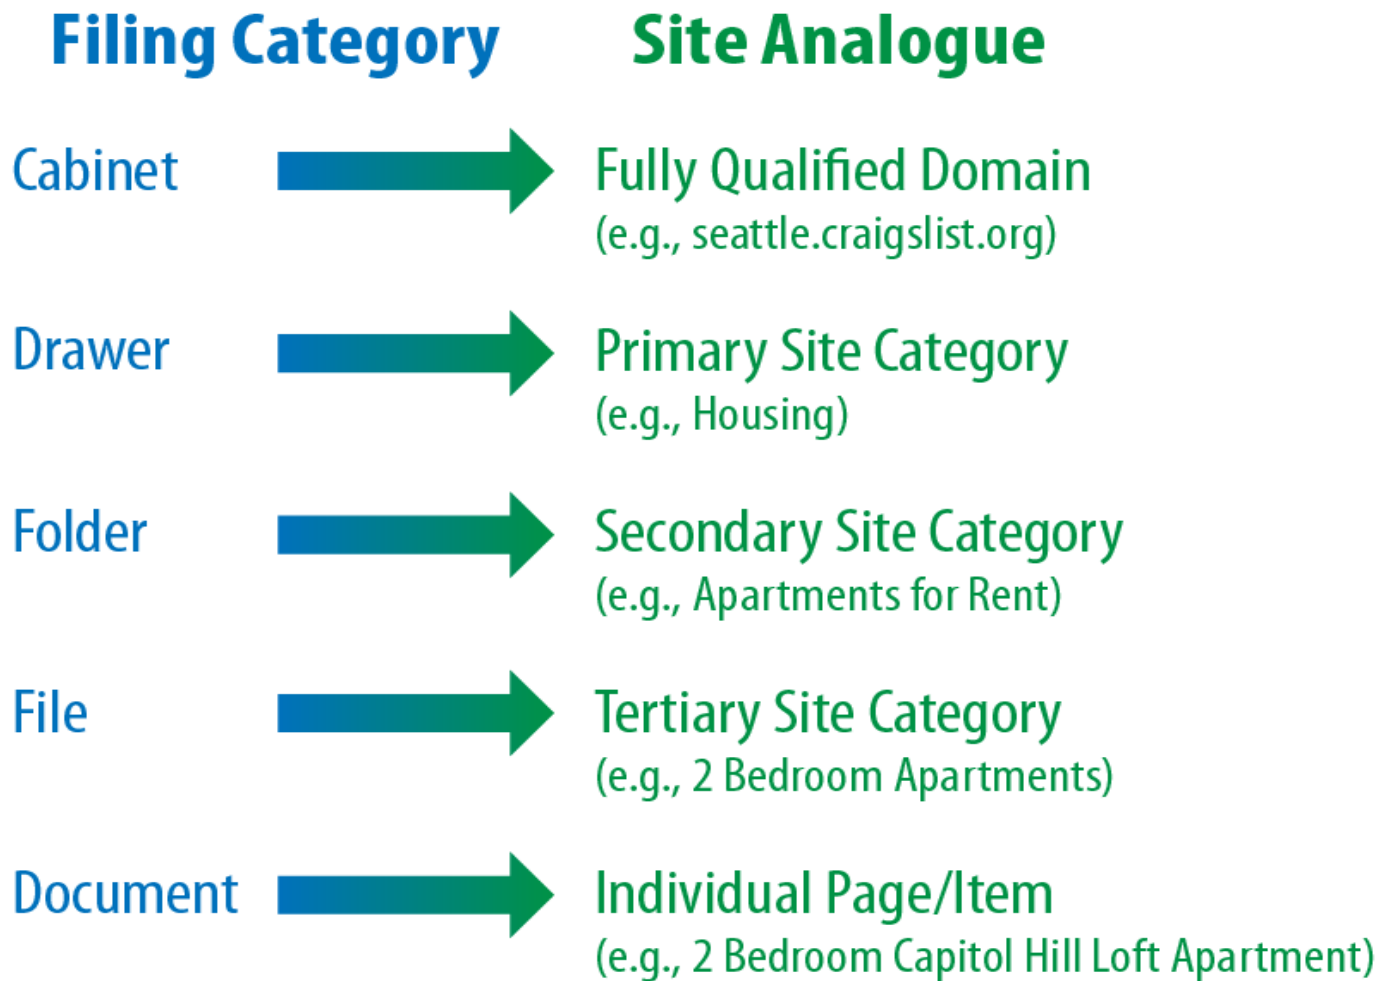 Filing Category Site Analogue
Cabinet Fully Qualified Domain
(e.g., seattle.craigslist.org)
Drawer Primary Site Category
(e.g., Housing)
Folder Secondary Site Category
(e.g., Apartments for Rent)
File Tertiary Site Category
(e.g., 2 Bedroom Apartments)
Document Individual Page/Item
(e.g., 2 Bedroom Capitol Hill Loft Apartment)